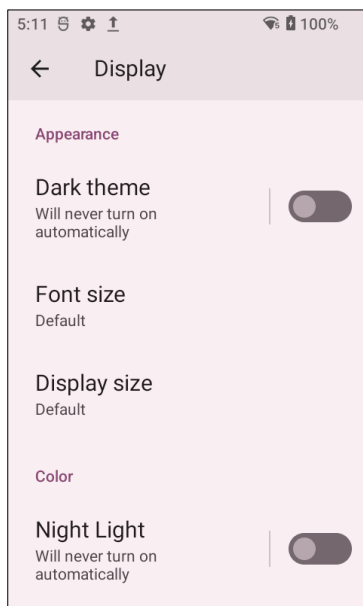 5:11 100%
Display
Appearance
Dark theme
Will never turn on
automatically
Font size
Default
Display size
Default
Color
Night Light
Will never turn on
automatically